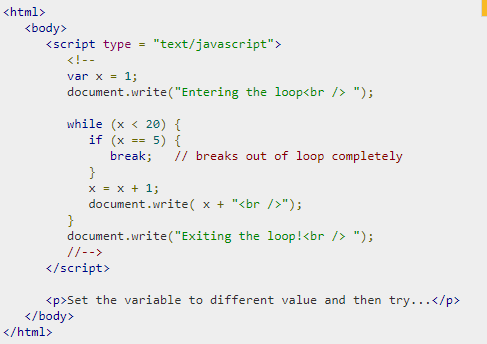 <html>
   <body>
      <script type = "text/javascript">
         <!--
         var x = 1;
         document.write("Entering the loop<br /> ");

         while (x < 20) {
            if (x == 5) {
               break;   // breaks out of loop completely
            }
            x = x + 1;
            document.write( x + "<br />");
         }
         document.write("Exiting the loop!<br /> ");
         //-->
      </script>

      <p>Set the variable to different value and then try...</p>
   </body>
</html>